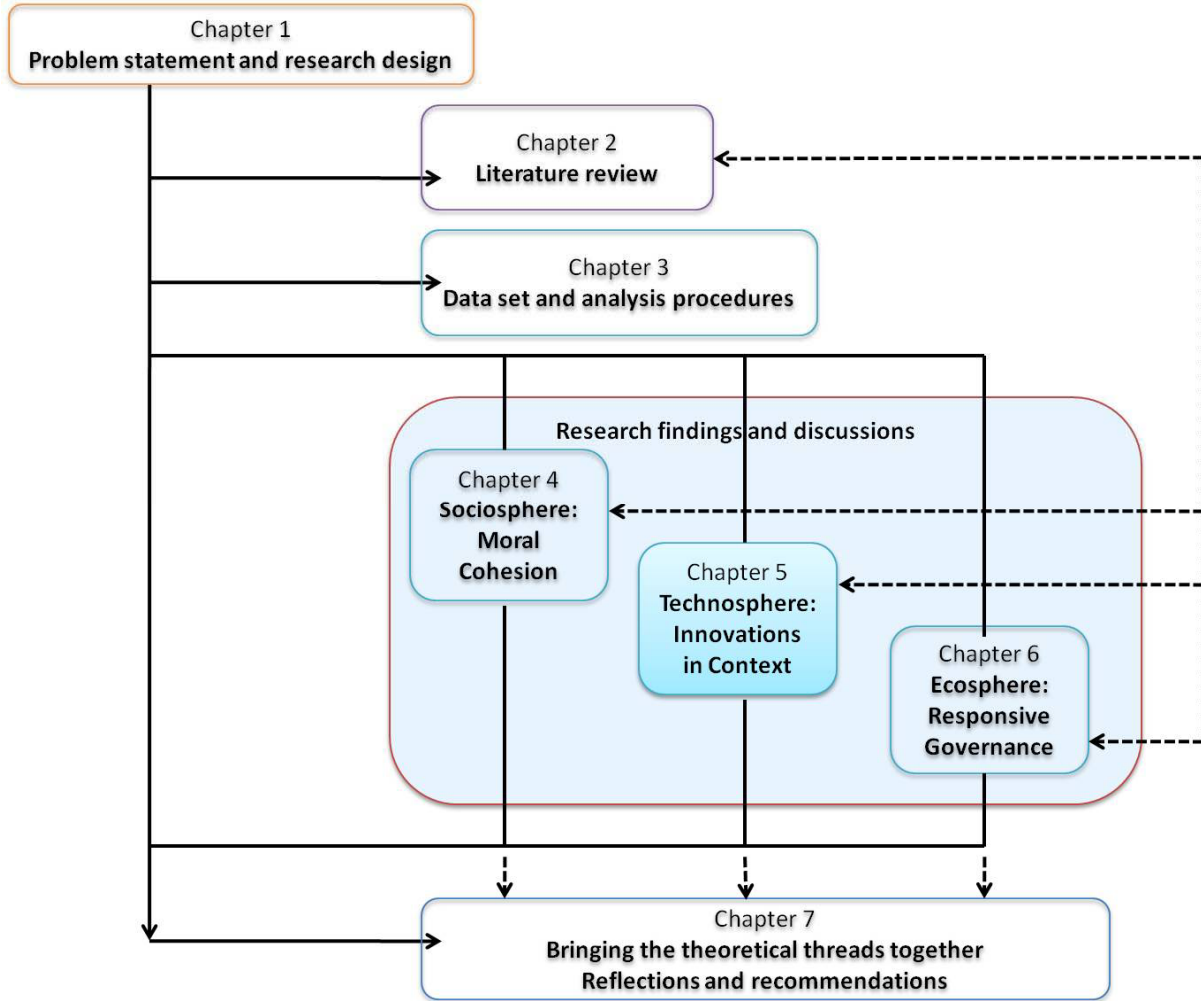 Chapter 1
Problem statement and research design
Chapter 2
Literature review
Chapter 3
Data set and analysis procedures
Research findings and discussions
Chapter 4
Sociosphere:
Moral
Cohesion
Chapter 5
Technosphere:
Innovations
in Context
Chapter 6
Ecosphere:
Responsive
Governance
Chapter 7
Bringing the theoretical threads together
Reflections and recommendations